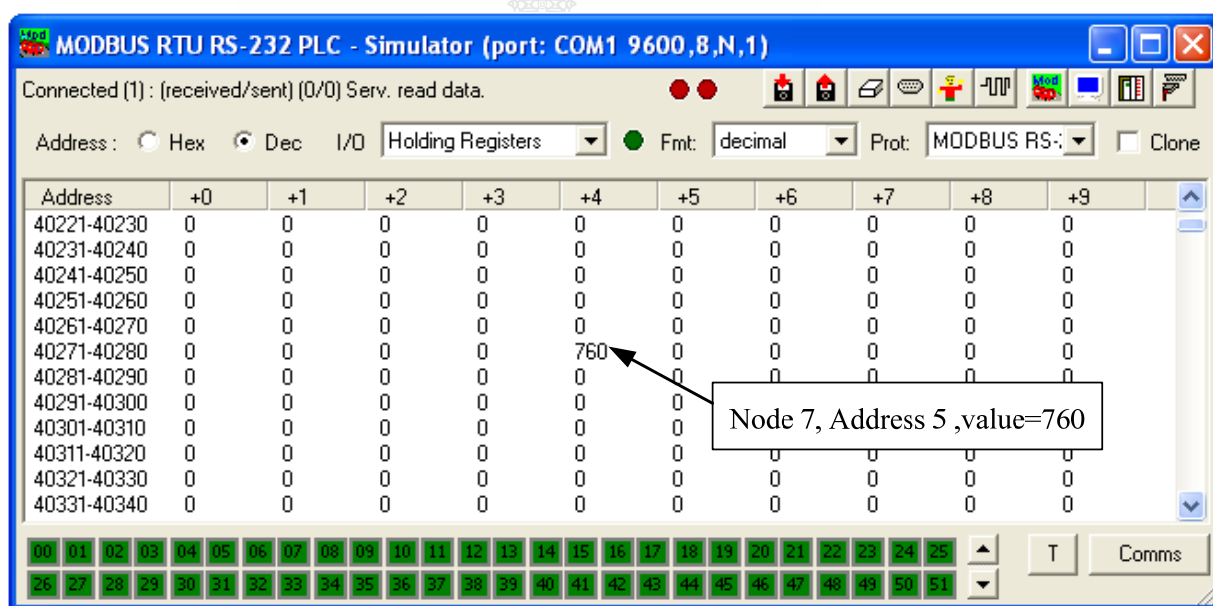 MODBUS RTU RS-232 PLC - Simulator (port: COM1 9600,8,N,1)
Connected (1) : (received/sent) (0/0) Serv. read data.
Address : Hex Dec I/O Holding Registers Fmt: decimal Prot: MODBUS RS-: Clone
Address +0 +1 +2 +3 +4 +5 +6 +7 +8 +9
40221-40230 0 0 0 0 0 0 0 0 0 0
40231-40240 0 0 0 0 0 0 0 0 0 0
40241-40250 0 0 0 0 0 0 0 0 0 0
40251-40260 0 0 0 0 0 0 0 0 0 0
40261-40270 0 0 0 0 0 0 0 0 0 0
40271-40280 0 0 0 0 760 0 0 0 0 0
40281-40290 0 0 0 0 0 0 0 0 0 0
40291-40300 0 0 0 0 0 0
Node 7, Address 5 ,value=760
40301-40310 0 0 0 0 0 0
40311-40320 0 0 0 0 0 0 0 0 0 0
40321-40330 0 0 0 0 0 0 0 0 0 0
40331-40340 0 0 0 0 0 0 0 0 0 0
00 01 02 03 04 05 06 07 08 09 10 11 12 13 14 15 16 17 18 19 20 21 22 23 24 25 T Comms
26 27 28 29 30 31 32 33 34 35 36 37 38 39 40 41 42 43 44 45 46 47 48 49 50 51